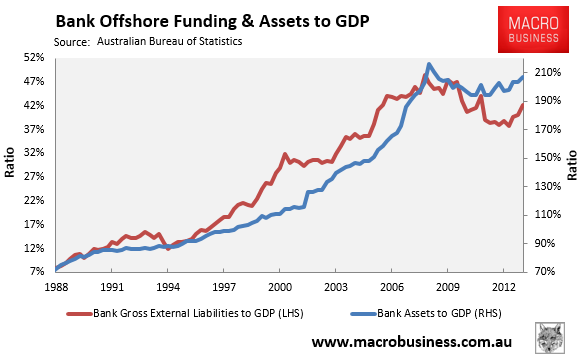 Bank Offshore Funding & Assets to GDP
Source: Australian Bureau of Statistics
MACRO
BUSINESS
52%
47%
42%
37%
32%
27%
22%
17%
12%
7%
Ratio
210%
190%
170%
150%
130%
110%
90%
70%
Ratio
1988 1991 1994 1997 2000 2003 2006 2009 2012
Bank Gross External Liabilities to GDP (LHS) Bank Assets to GDP (RHS)
www.macrobusiness.com.au